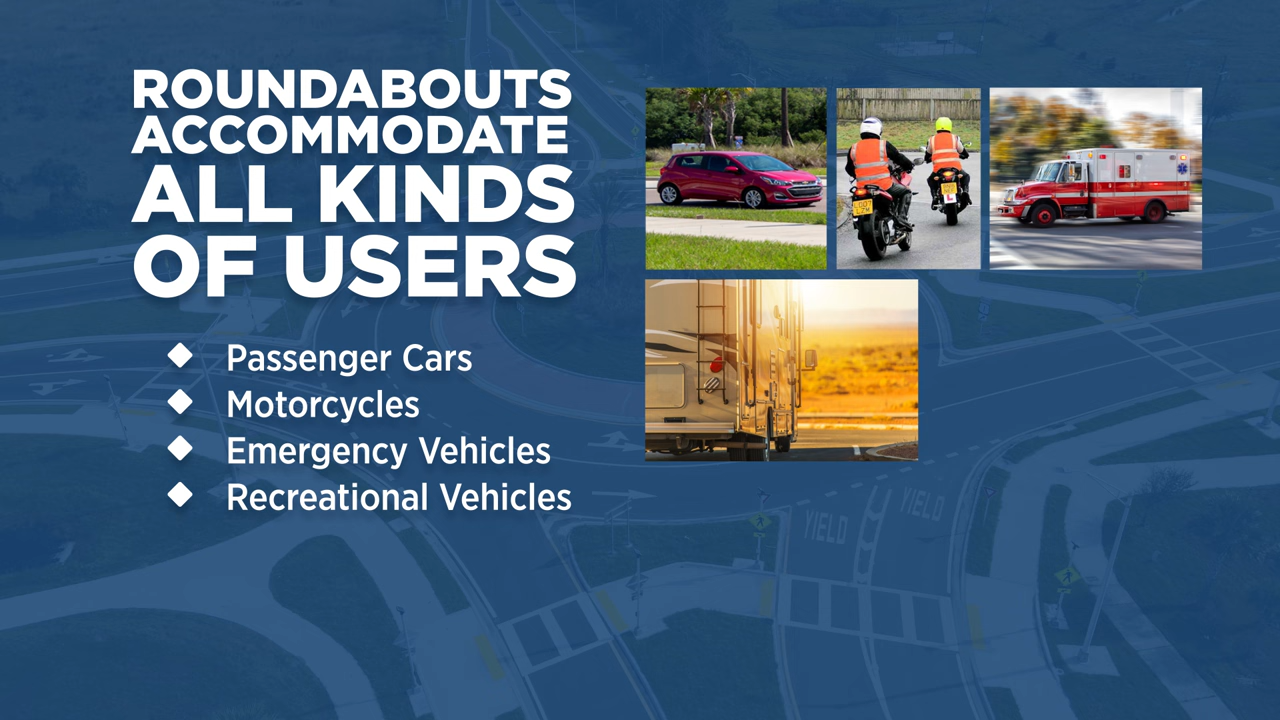 ROUNDABOUTS
ACCOMMODATE
ALL KINDS
OF USERS
Passenger Cars
Motorcycles
Emergency Vehicles
Recreational Vehicles
YIELD
YIELD